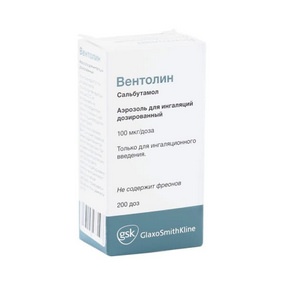 Вентолин
Сальбутамол
Аэрозоль для ингаляций
дозированный
100 мкг/доза
Только для ингаляционного
введения.
Не содержит фреонов
200 доз
gsk GlaxoSmithKline